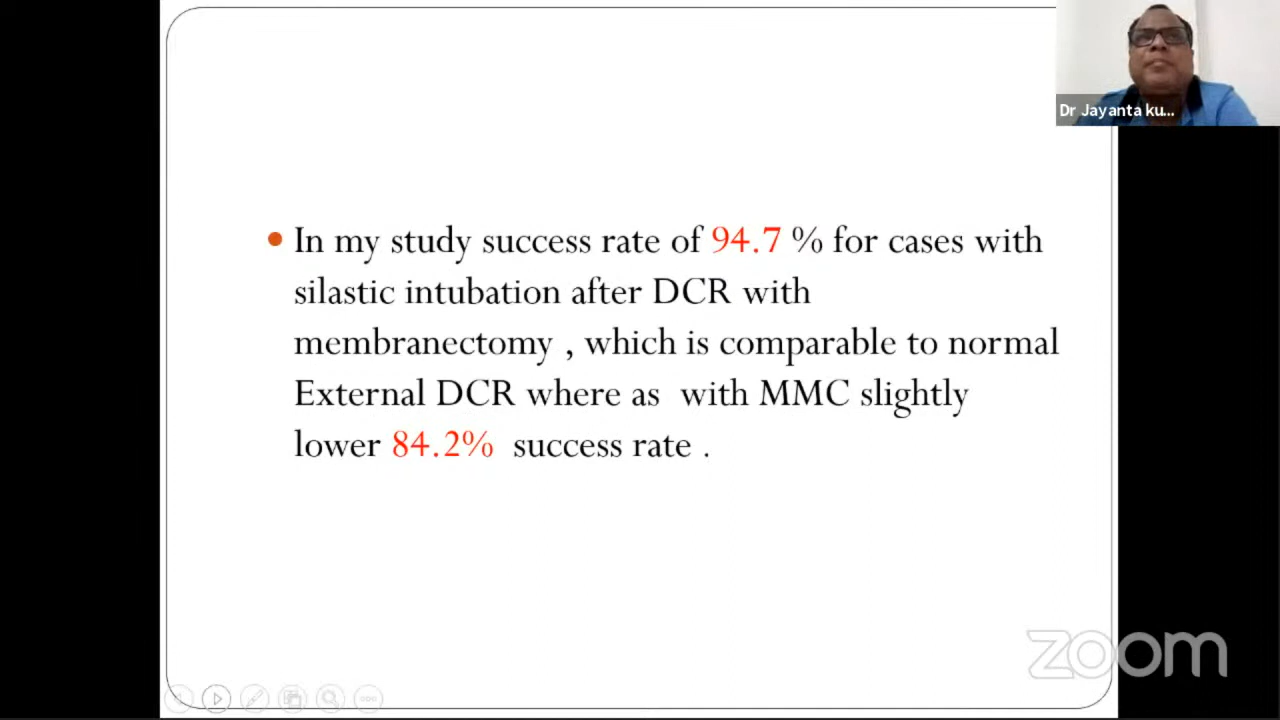 Dr Jayanta ku...
In my study success rate of 94.7 % for cases with
silastic intubation after DCR with
membranectomy , which is comparable to normal
External DCR where as with MMC slightly
lower 84.2% success rate .
zoom